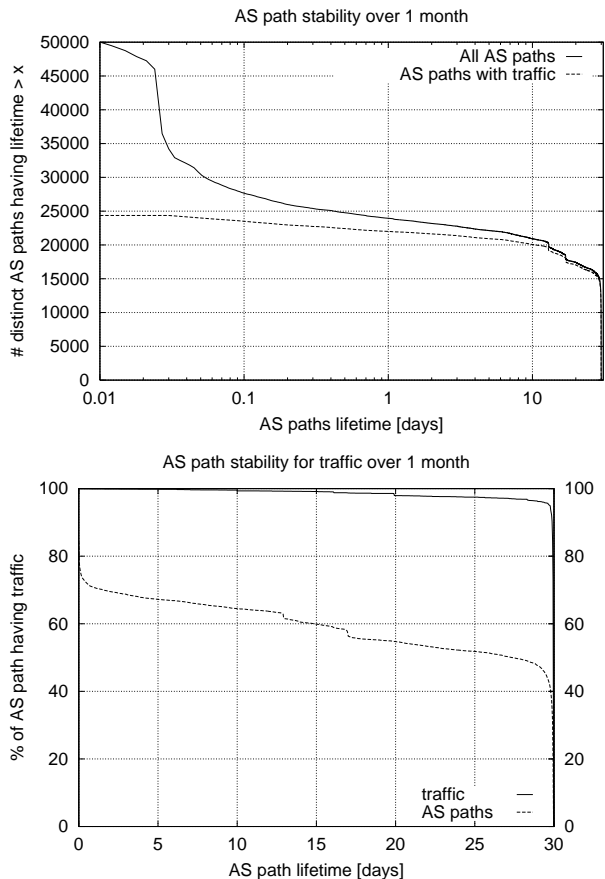 AS path stability over 1 month
50000
45000
40000
35000
30000
25000
20000
15000
10000
5000
0
# distinct AS paths having lifetime > x
All AS paths
AS paths with traffic
0.01 0.1 1 10
AS paths lifetime [days]
AS path stability for traffic over 1 month
100 100
80 80
60 60
40 40
20 20
0 0
% of AS path having traffic
traffic
AS paths
0 5 10 15 20 25 30
AS path lifetime [days]